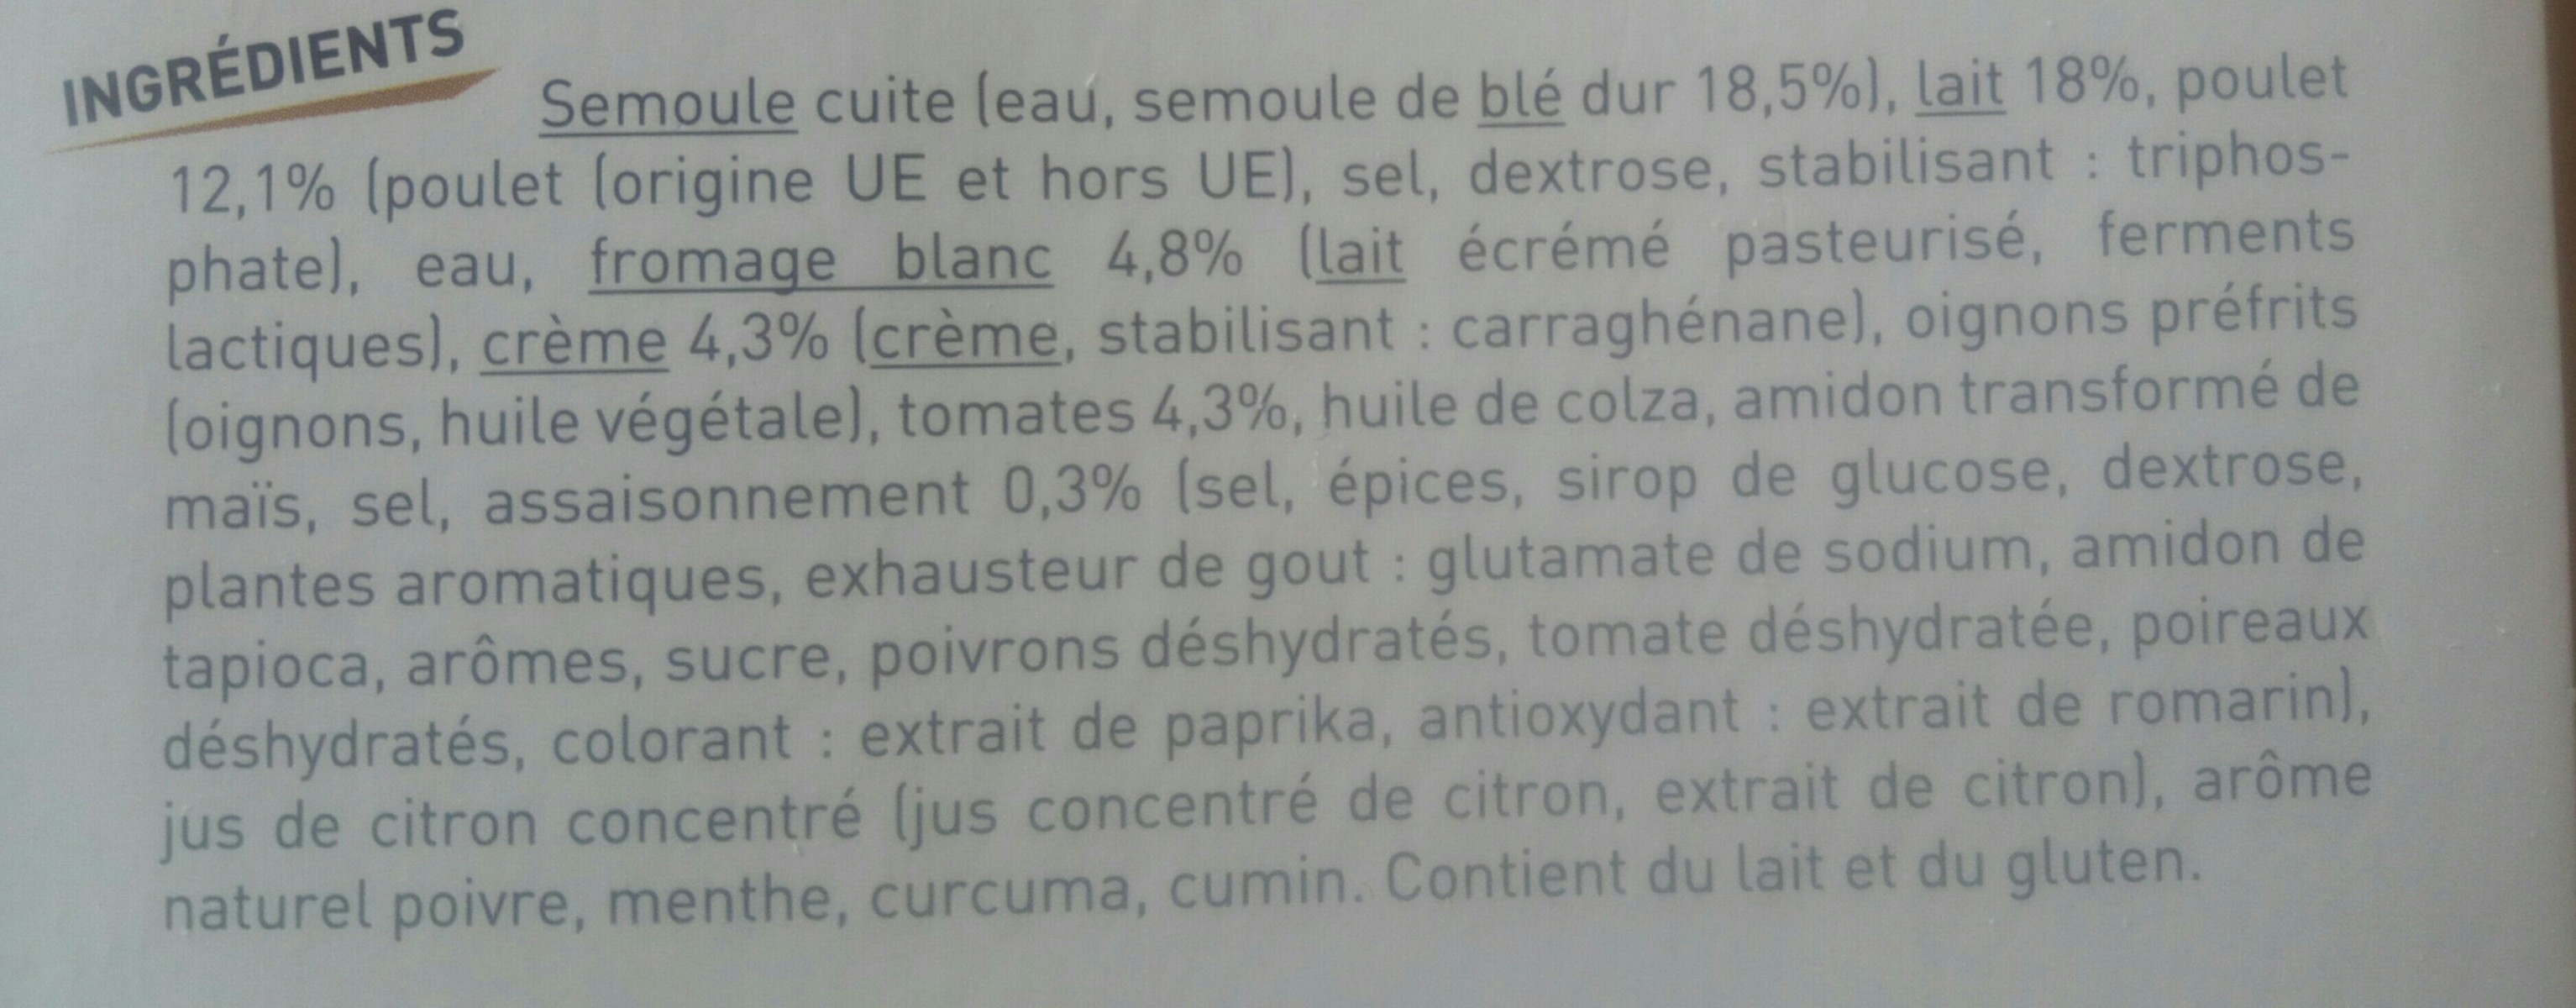 INGRÉDIENTS
Semoule cuite (eau, semoule de blé dur 18,5%), lait 18%, poulet
12,1% (poulet (origine UE et hors UE), sel, dextrose, stabilisant : triphos-
phate), eau, fromage blanc 4,8% (lait écrémé pasteurisé, ferments
lactiques), crème 4,3% (crème, stabilisant : carraghénane), oignons préfrits
(oignons, huile végétale), tomates 4,3%, huile de colza, amidon transformé de
maïs, sel, assaisonnement 0,3% (sel, épices, sirop de glucose, dextrose,
plantes aromatiques, exhausteur de gout : glutamate de sodium, amidon de
tapioca, arômes, sucre, poivrons déshydratés, tomate déshydratée, poireaux
déshydratés, colorant : extrait de paprika, antioxydant : extrait de romarin),
jus de citron concentré (jus concentré de citron, extrait de citron), arôme
naturel poivre, menthe, curcuma, cumin. Contient du lait et du gluten.